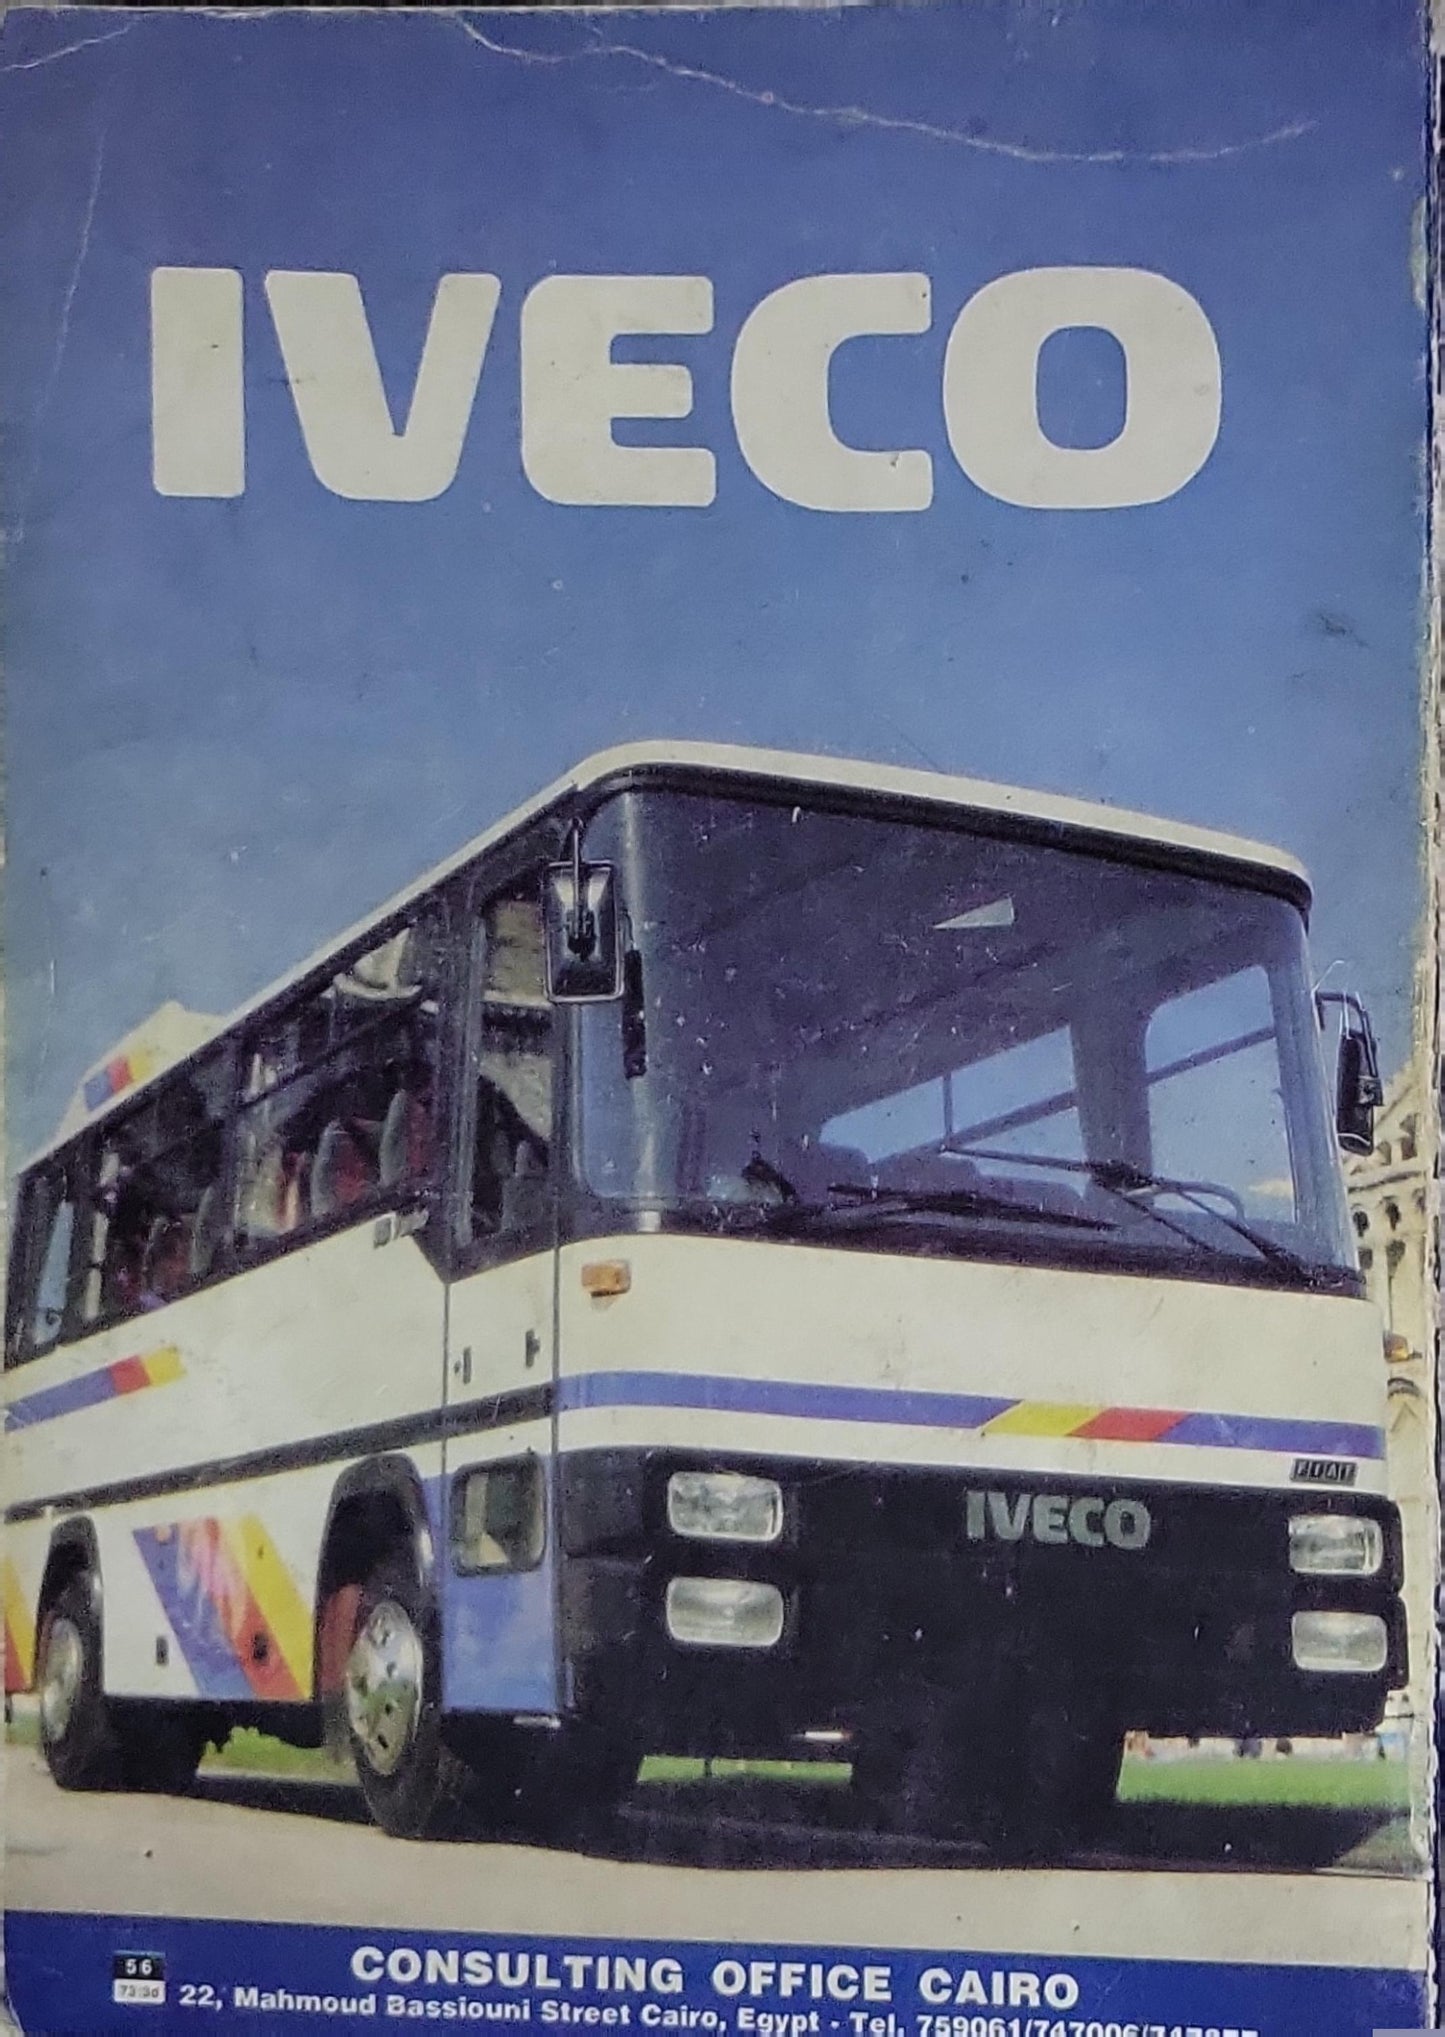 IVECO
FIAT
IVECO
56
CONSULTING OFFICE CAIRO
22, Mahmoud Bassiouni Street Cairo, Egypt - Tel. 759061/747006/